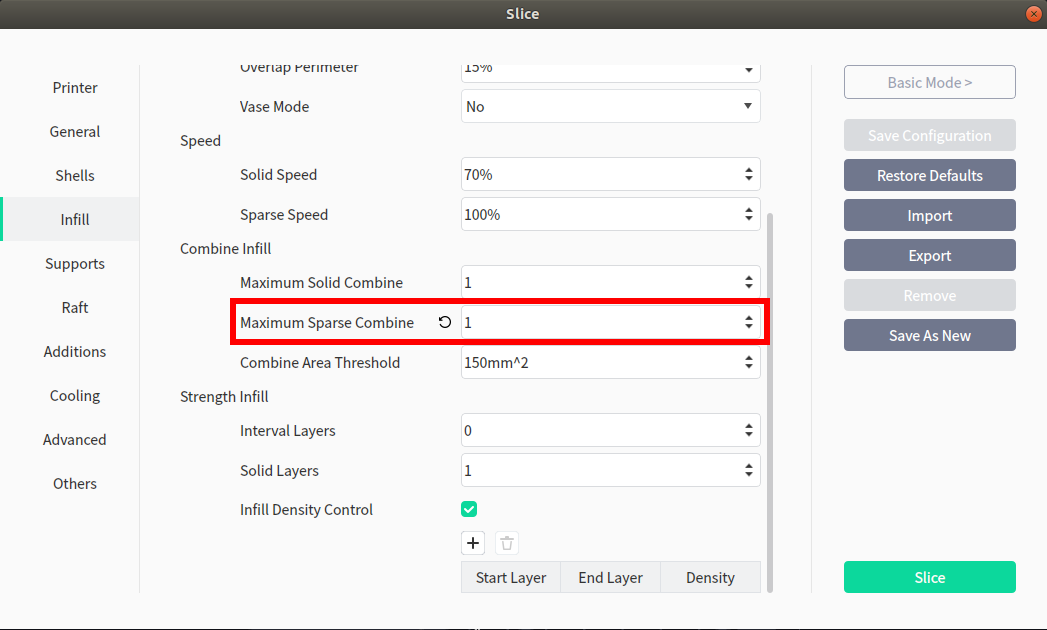 Slice
Printer
General
Shells
Infill
Supports
Raft
Additions
Cooling
Advanced
Others
Overlap Perimeter 15%
Vase Mode No
Speed
Solid Speed 70%
Sparse Speed 100%
Combine Infill
Maximum Solid Combine 1
Maximum Sparse Combine 1
Combine Area Threshold 150mm^2
Strength Infill
Interval Layers 0
Solid Layers 1
Infill Density Control
Start Layer End Layer Density
Basic Mode >
Save Configuration
Restore Defaults
Import
Export
Remove
Save As New
Slice